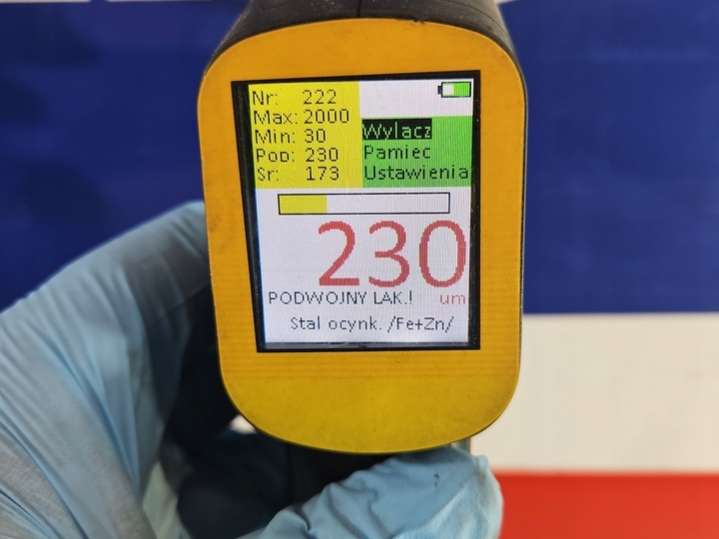 Nr: 222
Max: 2000
Min: 30
Pop: 230
Sr: 173
Wylacz
Pamiec
Ustawienia
230
PODWOJNY LAK.! um
Stal ocynk. /Fe+Zn/